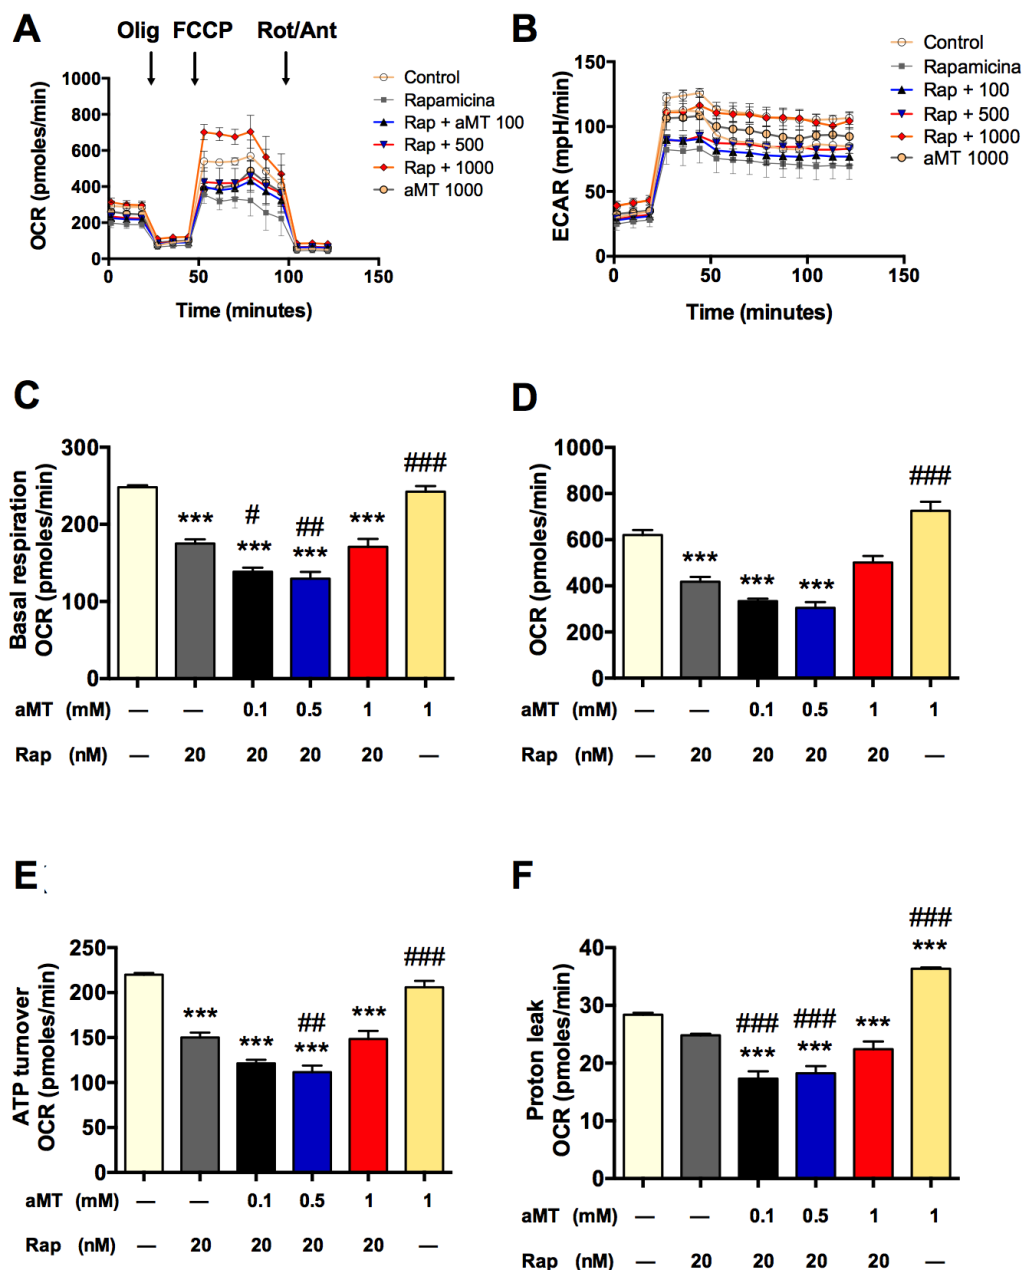 A
Olig FCCP Rot/Ant
OCR (pmoles/min)
1000
800
600
400
200
0
0 50 100 150
Time (minutes)
Control
Rapamicina
Rap + aMT 100
Rap + 500
Rap + 1000
aMT 1000
B
ECAR (mpH/min)
150
100
50
0
0 50 100 150
Time (minutes)
Control
Rapamicina
Rap + 100
Rap + 500
Rap + 1000
aMT 1000
C
Basal respiration
OCR (pmoles/min)
300
200
100
0
*** # *** ## *** *** ###
aMT (mM) — — 0.1 0.5 1 1
Rap (nM) — 20 20 20 20 —
D
OCR (pmoles/min)
1000
800
600
400
200
0
*** *** *** ###
aMT (mM) — — 0.1 0.5 1 1
Rap (nM) — 20 20 20 20 —
E
ATP turnover
OCR (pmoles/min)
250
200
150
100
50
0
*** *** ## *** *** ###
aMT (mM) — — 0.1 0.5 1 1
Rap (nM) — 20 20 20 20 —
F
Proton leak
OCR (pmoles/min)
40
30
20
10
0
### *** ### *** *** ### ***
aMT (mM) — — 0.1 0.5 1 1
Rap (nM) — 20 20 20 20 —